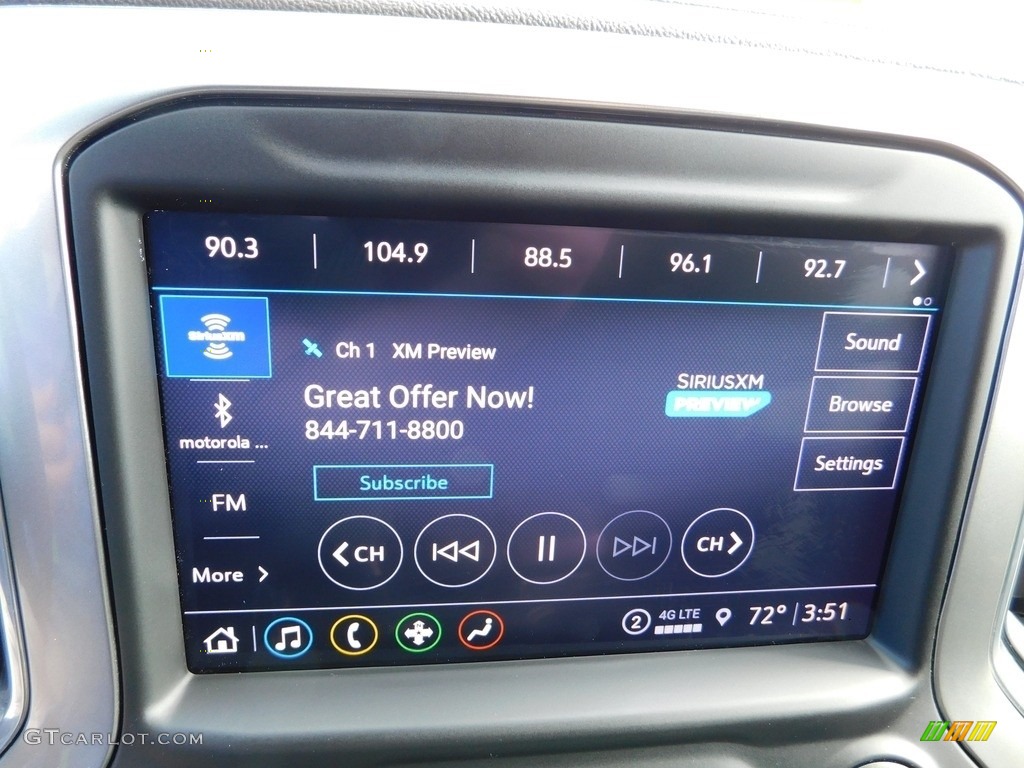 90.3 104.9 88.5 96.1 92.7
siriusxm
Ch 1 XM Preview
Great Offer Now!
844-711-8800
SIRIUSXM
PREVIEW
Sound
Browse
Settings
motorola ...
FM
More
Subscribe
CH
CH
2 4G LTE 72° 3:51
GTCARLOT.COM